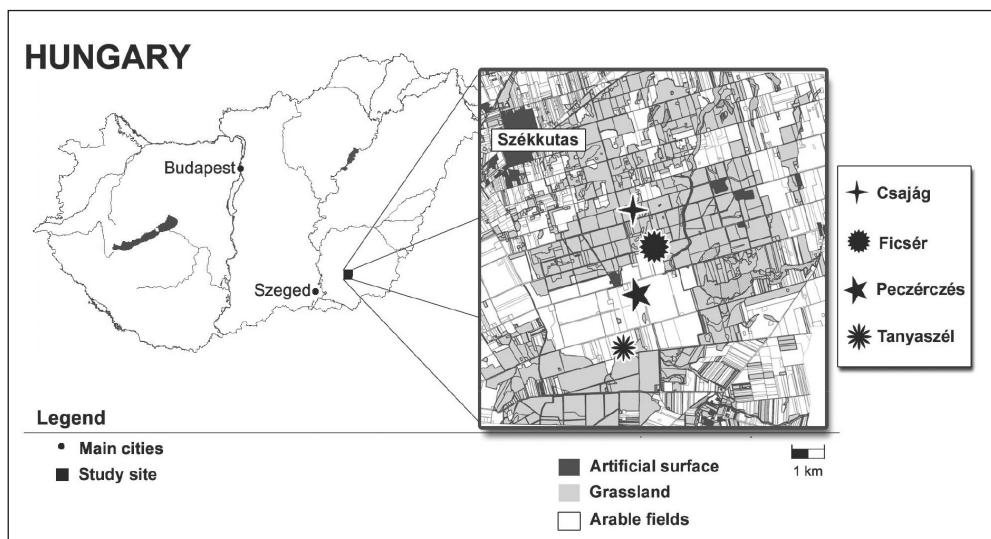 HUNGARY
Budapest
Szeged
Székkutas
Csajág
Ficsér
Peczérczés
Tanyaszél
Legend
Main cities
Study site
Artificial surface
Grassland
Arable fields
1 km